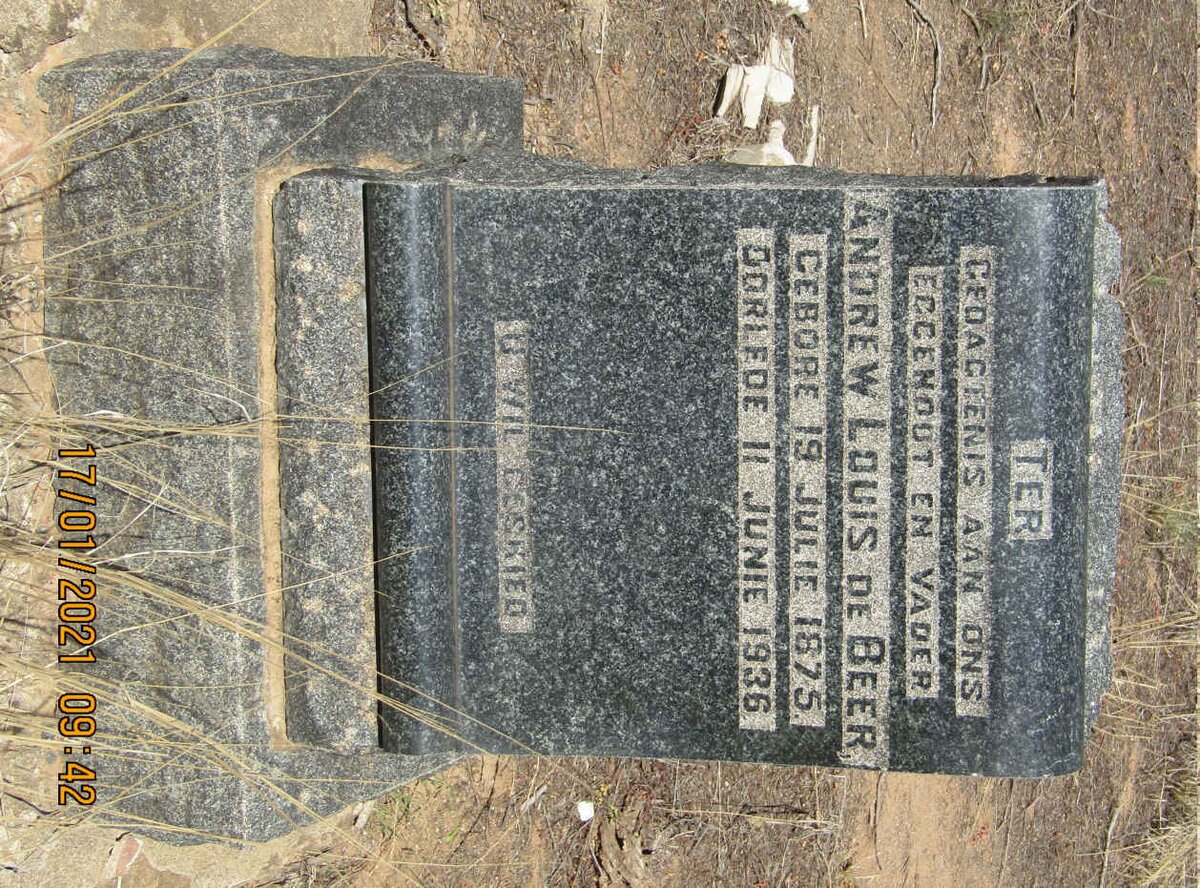 TER
GEDAGTENIS AAN ONS
EGGENOOT EN VADER
ANDREW LOUIS DE BEER
GEBORE 19 JULIE 1875
OORLEDE 11 JUNIE 1936
U WIL GESKIED
17/01/2021 09:42